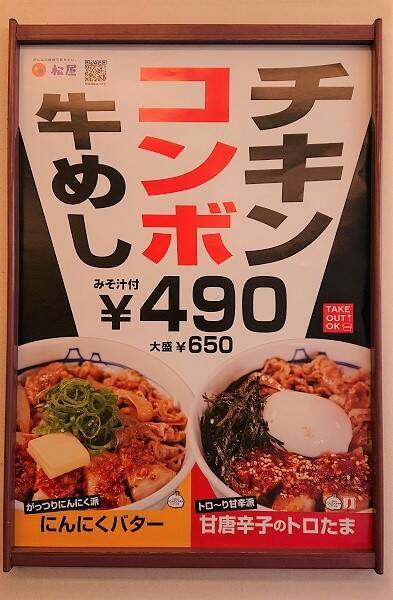 松屋
チキン
コンボ
牛めし
みそ汁付
¥490
大盛¥650
TAKE
OUT!
OK
がっつりにんにく派
にんにくバター
トロ〜り甘辛派
甘唐辛子のトロたま